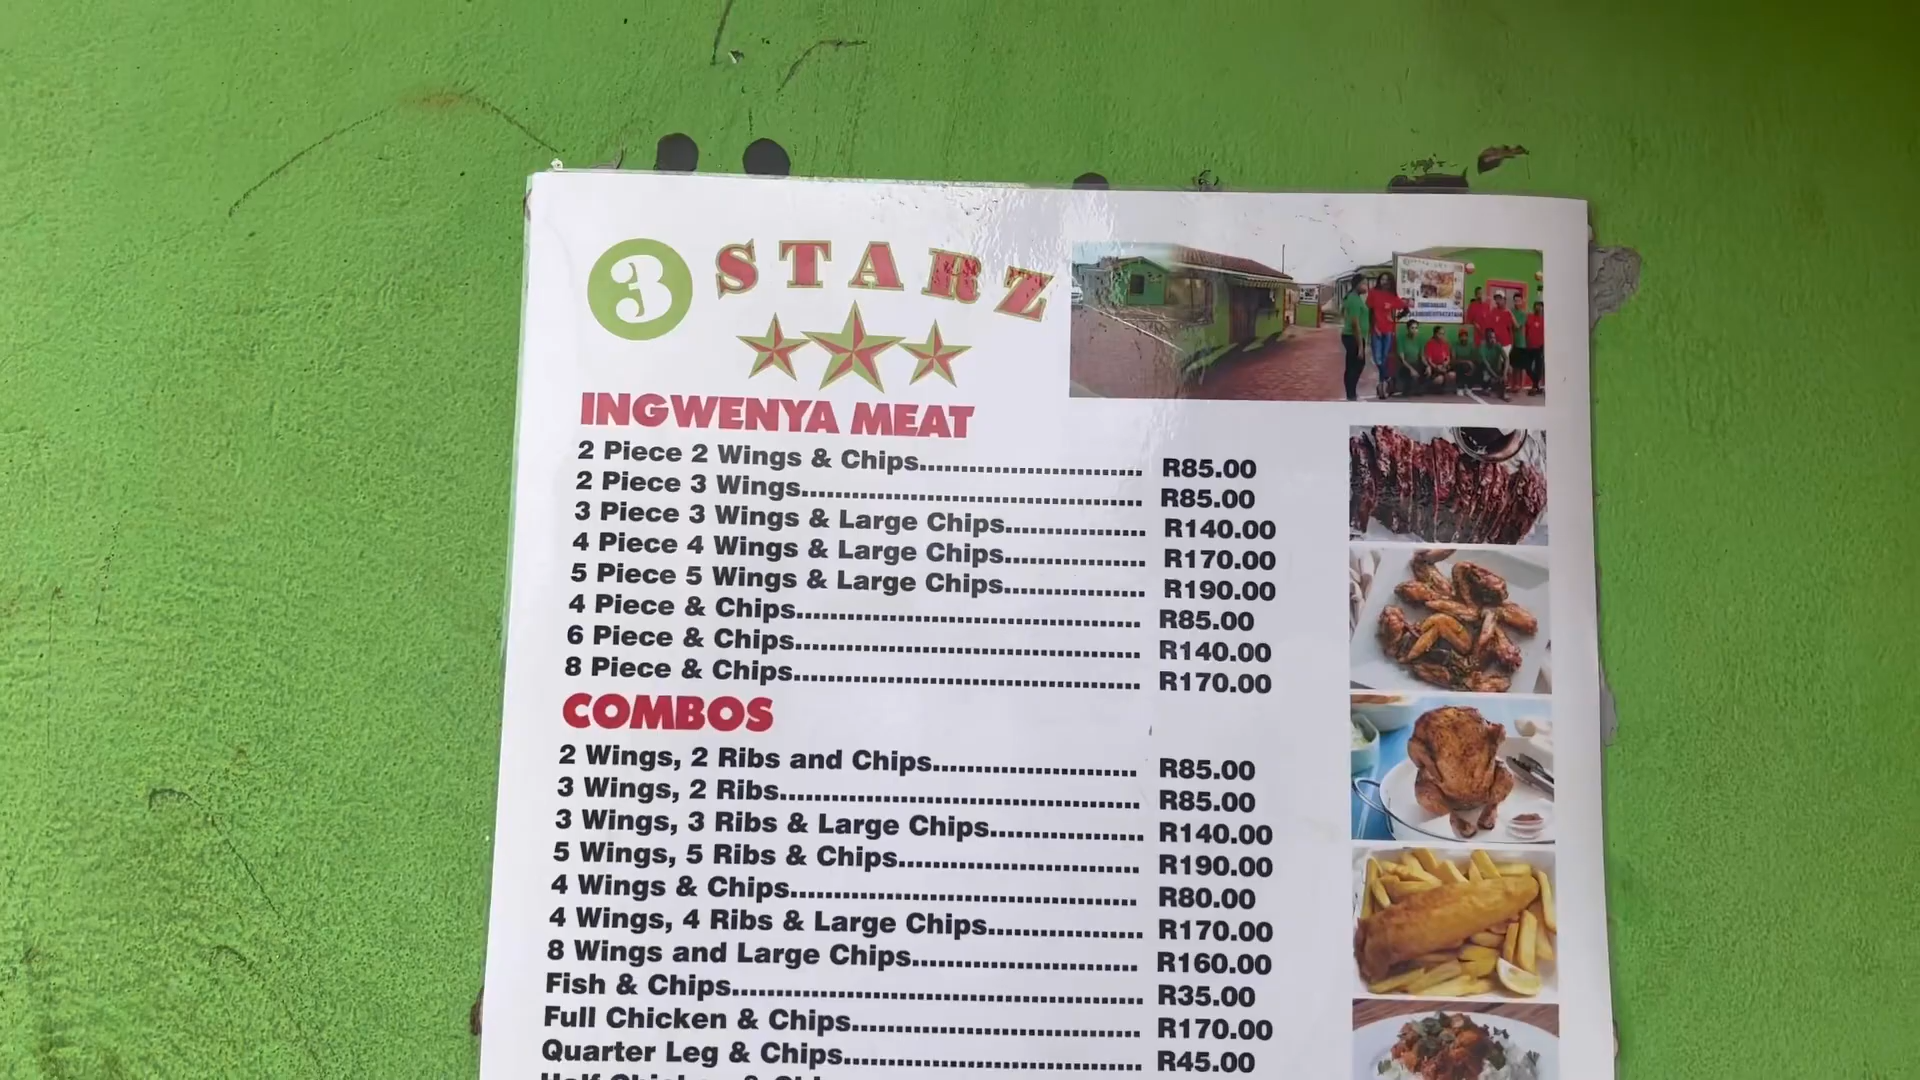 3 STARZ
INGWENYA MEAT
2 Piece 2 Wings & Chips............................ R85.00
2 Piece 3 Wings........................................... R85.00
3 Piece 3 Wings & Large Chips.................. R140.00
4 Piece 4 Wings & Large Chips.................. R170.00
5 Piece 5 Wings & Large Chips.................. R190.00
4 Piece & Chips........................................... R85.00
6 Piece & Chips........................................... R140.00
8 Piece & Chips........................................... R170.00
COMBOS
2 Wings, 2 Ribs and Chips.......................... R85.00
3 Wings, 2 Ribs............................................. R85.00
3 Wings, 3 Ribs & Large Chips................... R140.00
5 Wings, 5 Ribs & Chips.............................. R190.00
4 Wings & Chips........................................... R80.00
4 Wings, 4 Ribs & Large Chips................... R170.00
8 Wings and Large Chips............................ R160.00
Fish & Chips................................................... R35.00
Full Chicken & Chips.................................... R170.00
Quarter Leg & Chips..................................... R45.00